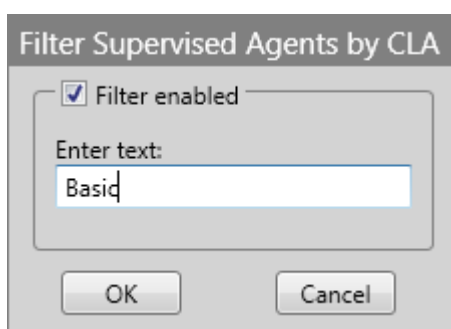 Filter Supervised Agents by CLA
Filter enabled
Enter text:
Basic
OK
Cancel